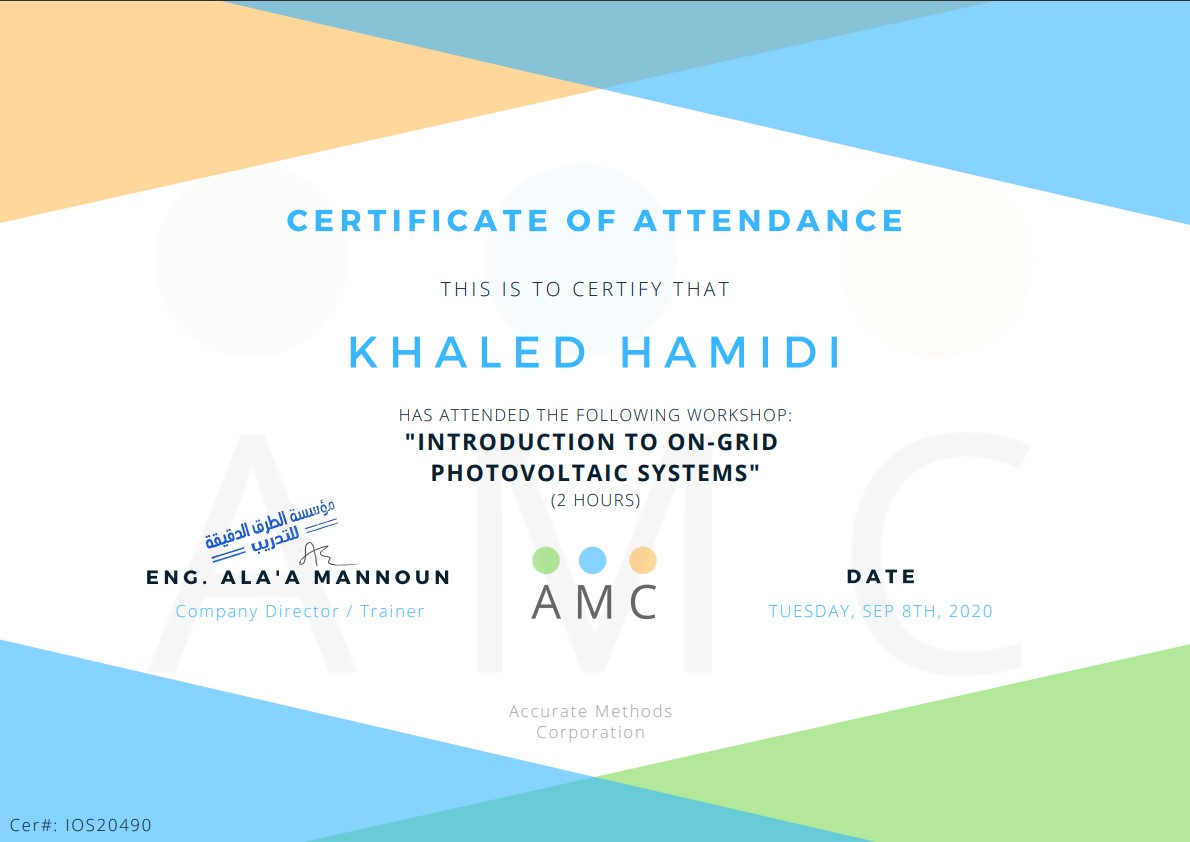 CERTIFICATE OF ATTENDANCE
THIS IS TO CERTIFY THAT
KHALED HAMIDI
HAS ATTENDED THE FOLLOWING WORKSHOP:
"INTRODUCTION TO ON-GRID
PHOTOVOLTAIC SYSTEMS"
(2 HOURS)
مؤسسة الطرق الدقيقة
للتدريب
ENG. ALA'A MANNOUN
Company Director / Trainer
AMC
DATE
TUESDAY, SEP 8TH, 2020
AMC
Accurate Methods
Corporation
Cer#: IOS20490